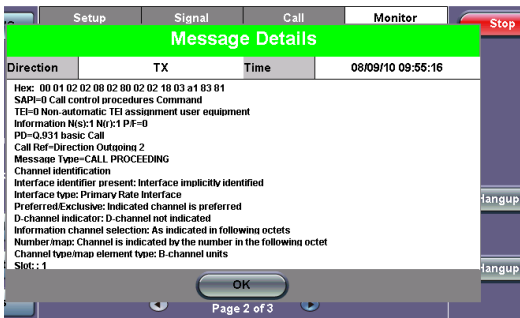 Setup Signal Call Monitor
Stop
Message Details
Direction TX Time 08/09/10 09:55:16
Hex: 00 01 02 02 08 02 80 02 02 18 03 a1 83 81
SAPI=0 Call control procedures Command
TEI=0 Non-automatic TEI assignment user equipment
Information N(s):1 N(r):1 P/F=0
PD=Q.931 basic Call
Call Ref=Direction Outgoing 2
Message Type=CALL PROCEEDING
Channel identification
Interface identifier present: Interface implicitly identified
Interface type: Primary Rate Interface
Preferred/Exclusive: Indicated channel is preferred
D-channel indicator: D-channel not indicated
Information channel selection: As indicated in following octets
Number/map: Channel is indicated by the number in the following octet
Channel type/map element type: B-channel units
Slot: : 1
Hangup
Hangup
OK
Page 2 of 3